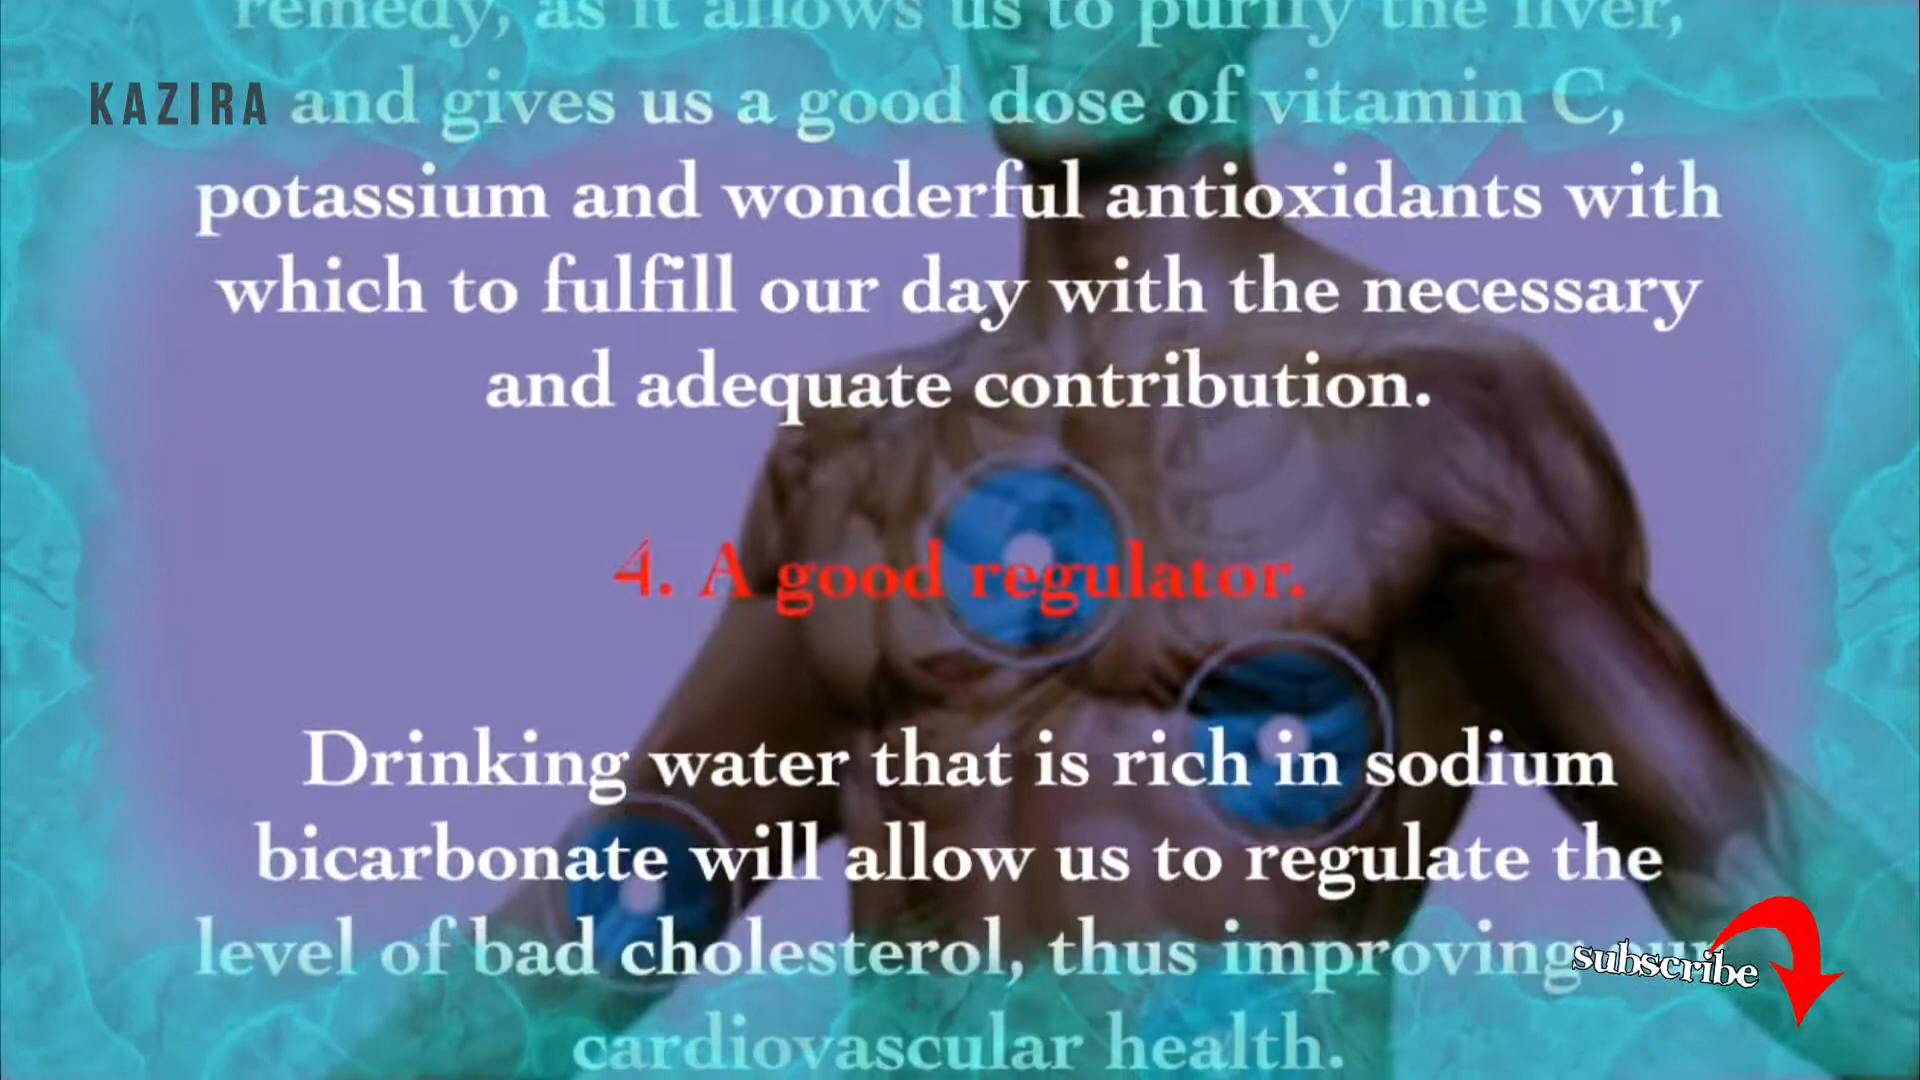 remedy, as it allows us to purify the liver,
KAZIRA
and gives us a good dose of vitamin C,
potassium and wonderful antioxidants with
which to fulfill our day with the necessary
and adequate contribution.
4. A good regulator.
Drinking water that is rich in sodium
bicarbonate will allow us to regulate the
level of bad cholesterol, thus improving our
subscribe
cardiovascular health.